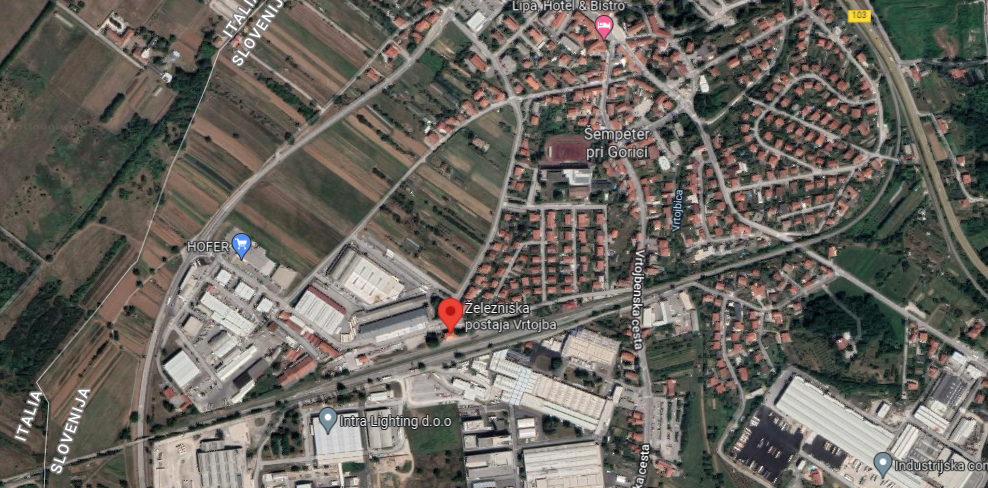 Lipa, Hotel & Bistro
103
ITALIA
SLOVENIJA
Šempeter
pri Gorici
Vrtojbica
HOFER
Vrtojbenska cesta
Železniška
postaja Vrtojba
ITALIA
SLOVENIJA
Intra Lighting d.o.o
ka cesta
Industrijska con